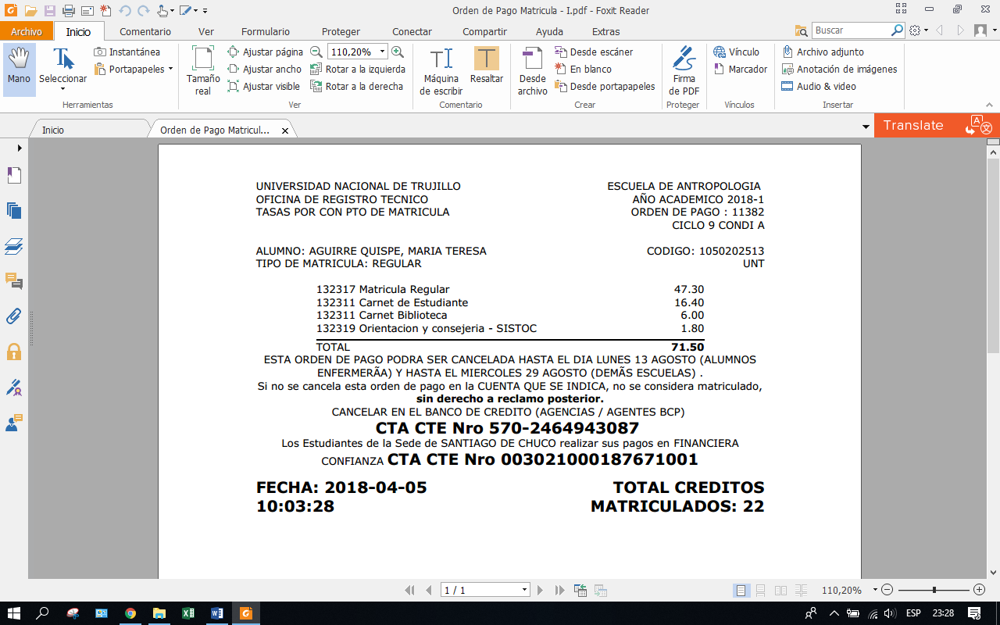 Orden de Pago Matricula - I.pdf - Foxit Reader
Archivo Inicio Comentario Ver Formulario Proteger Conectar Compartir Ayuda Extras Buscar
Mano
Seleccionar
Instantánea
Portapapeles
Herramientas
Tamaño real
Ajustar página
Ajustar ancho
Ajustar visible
110,20%
Rotar a la izquierda
Rotar a la derecha
Ver
Máquina de escribir
Resaltar
Comentario
Desde archivo
Desde escáner
En blanco
Desde portapapeles
Crear
Firma de PDF
Proteger
Vínculo
Marcador
Vínculos
Archivo adjunto
Anotación de imágenes
Audio & video
Insertar
Inicio Orden de Pago Matricul... Translate
UNIVERSIDAD NACIONAL DE TRUJILLO ESCUELA DE ANTROPOLOGIA
OFICINA DE REGISTRO TECNICO AÑO ACADEMICO 2018-1
TASAS POR CON PTO DE MATRICULA ORDEN DE PAGO : 11382
CICLO 9 CONDI A
ALUMNO: AGUIRRE QUISPE, MARIA TERESA CODIGO: 1050202513
TIPO DE MATRICULA: REGULAR UNT
132317 Matricula Regular 47.30
132311 Carnet de Estudiante 16.40
132311 Carnet Biblioteca 6.00
132319 Orientacion y consejeria - SISTOC 1.80
TOTAL 71.50
ESTA ORDEN DE PAGO PODRA SER CANCELADA HASTA EL DIA LUNES 13 AGOSTO (ALUMNOS
ENFERMERÃA) Y HASTA EL MIERCOLES 29 AGOSTO (DEMÃS ESCUELAS) .
Si no se cancela esta orden de pago en la CUENTA QUE SE INDICA, no se considera matriculado,
sin derecho a reclamo posterior.
CANCELAR EN EL BANCO DE CREDITO (AGENCIAS / AGENTES BCP)
CTA CTE Nro 570-2464943087
Los Estudiantes de la Sede de SANTIAGO DE CHUCO realizar sus pagos en FINANCIERA
CONFIANZA CTA CTE Nro 003021000187671001
FECHA: 2018-04-05 TOTAL CREDITOS
10:03:28 MATRICULADOS: 22
1 / 1 110,20%
ESP 23:28